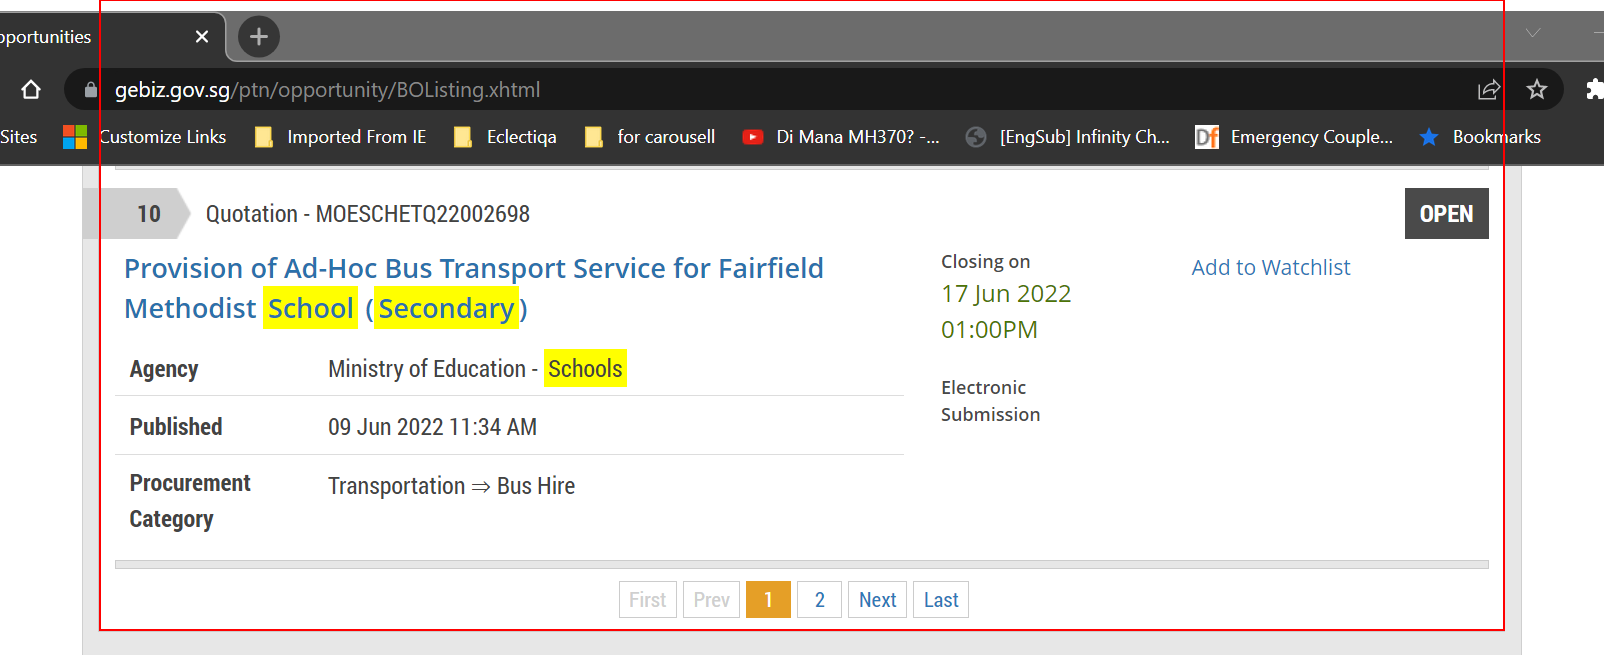 pportunities
gebiz.gov.sg/ptn/opportunity/BOListing.xhtml
Sites Customize Links Imported From IE Eclectiqa for carousell Di Mana MH370? -... [EngSub] Infinity Ch... Df Emergency Couple... Bookmarks
10 Quotation - MOESCHETQ22002698 OPEN
Provision of Ad-Hoc Bus Transport Service for Fairfield
Methodist School (Secondary)
Closing on
17 Jun 2022
01:00PM
Electronic
Submission
Add to Watchlist
Agency Ministry of Education - Schools
Published 09 Jun 2022 11:34 AM
Procurement
Category
Transportation ⇒ Bus Hire
First Prev 1 2 Next Last